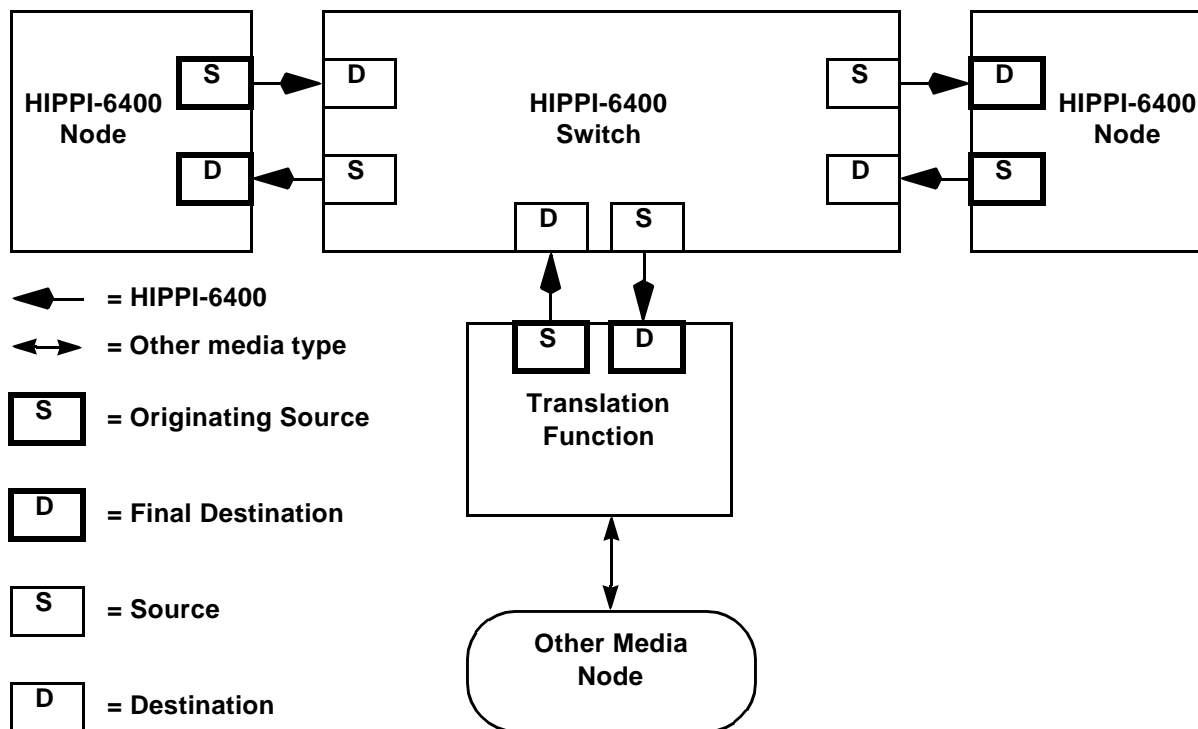 S
D
S
D
HIPPI-6400
Node
HIPPI-6400
Switch
HIPPI-6400
Node
D
S
D
S
D
S
= HIPPI-6400
= Other media type
S
D
Translation
Function
S = Originating Source
D = Final Destination
S = Source
D = Destination
Other Media
Node